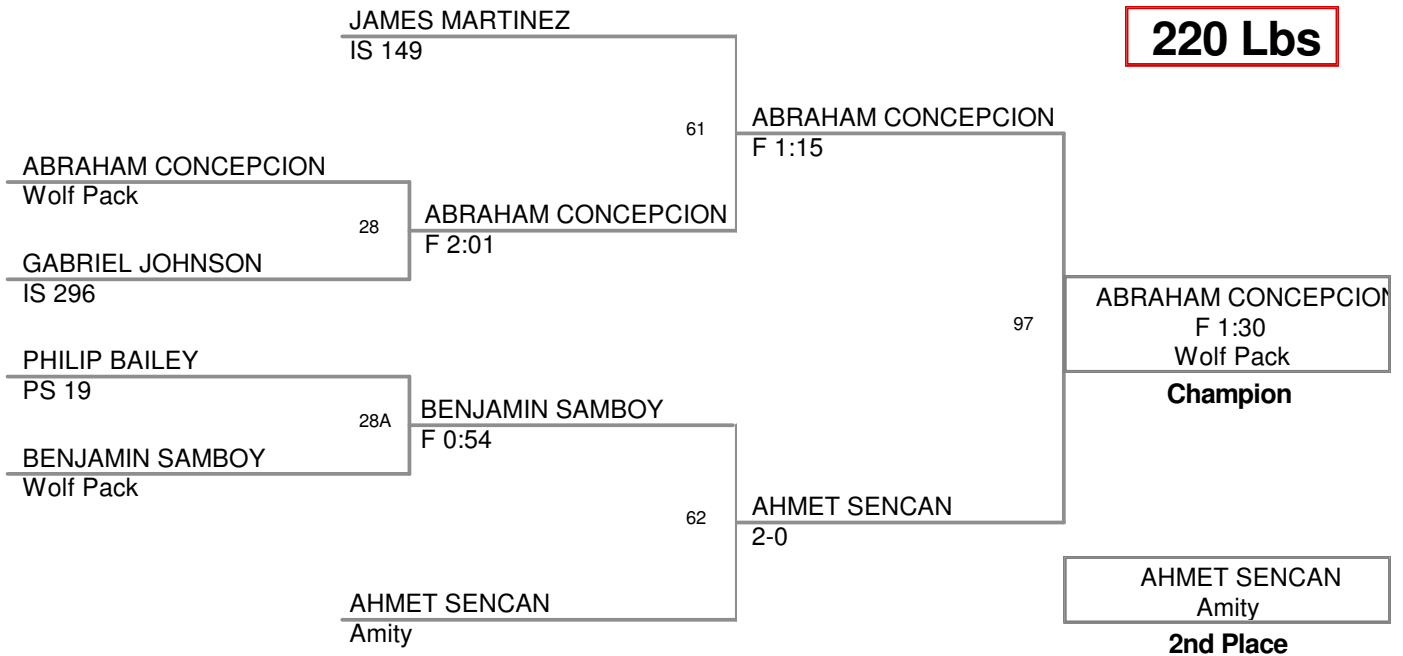 JAMES MARTINEZ
IS 149
220 Lbs
61
ABRAHAM CONCEPCION
F 1:15
ABRAHAM CONCEPCION
Wolf Pack
28
ABRAHAM CONCEPCION
F 2:01
GABRIEL JOHNSON
IS 296
97
ABRAHAM CONCEPCION
F 1:30
Wolf Pack
Champion
PHILIP BAILEY
PS 19
28A
BENJAMIN SAMBOY
F 0:54
BENJAMIN SAMBOY
Wolf Pack
62
AHMET SENCAN
2-0
AHMET SENCAN
Amity
AHMET SENCAN
Amity
2nd Place